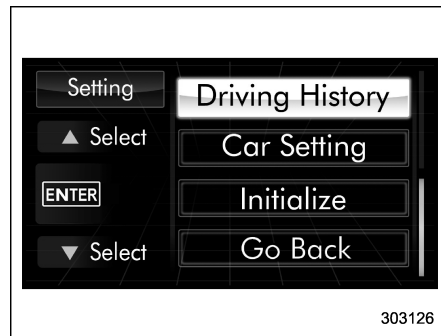 Setting
▲ Select
ENTER
▼ Select
Driving History
Car Setting
Initialize
Go Back
303126